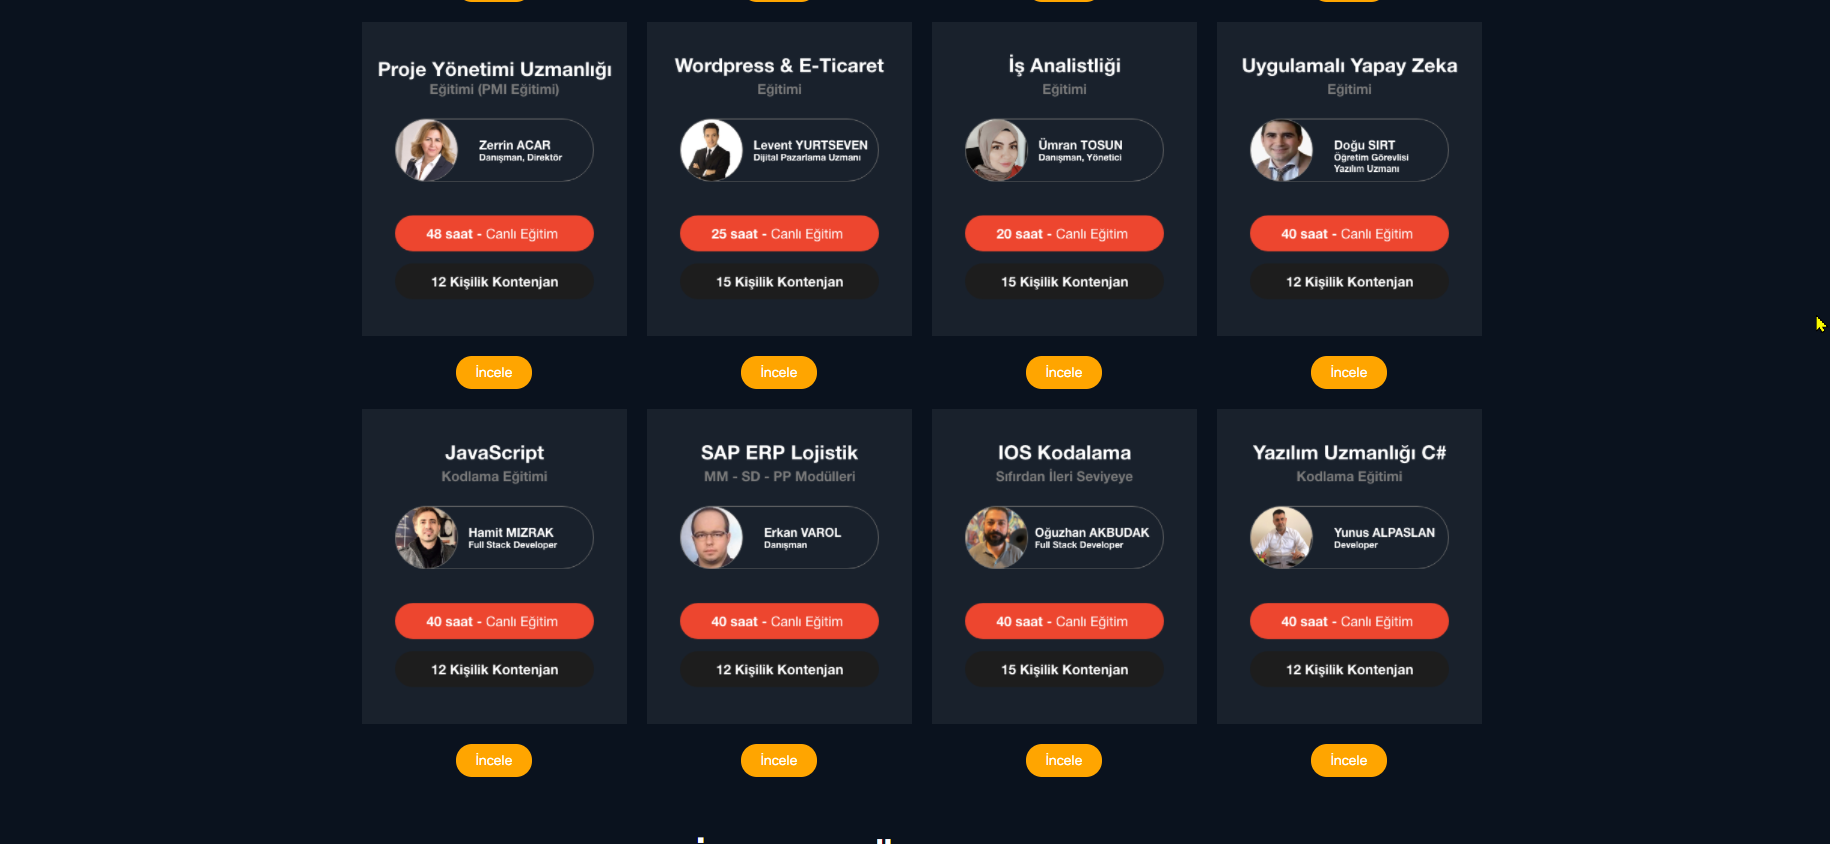 Proje Yönetimi Uzmanlığı
Eğitimi (PMI Eğitimi)
Zerrin ACAR
Danışman, Direktör
48 saat - Canlı Eğitim
12 Kişilik Kontenjan
İncele
Wordpress & E-Ticaret
Eğitimi
Levent YURTSEVEN
Dijital Pazarlama Uzmanı
25 saat - Canlı Eğitim
15 Kişilik Kontenjan
İncele
İş Analistliği
Eğitimi
Ümran TOSUN
Danışman, Yönetici
20 saat - Canlı Eğitim
15 Kişilik Kontenjan
İncele
Uygulamalı Yapay Zeka
Eğitimi
Doğu SIRT
Öğretim Görevlisi
Yazılım Uzmanı
40 saat - Canlı Eğitim
12 Kişilik Kontenjan
İncele
JavaScript
Kodlama Eğitimi
Hamit MIZRAK
Full Stack Developer
40 saat - Canlı Eğitim
12 Kişilik Kontenjan
İncele
SAP ERP Lojistik
MM - SD - PP Modülleri
Erkan VAROL
Danışman
40 saat - Canlı Eğitim
12 Kişilik Kontenjan
İncele
IOS Kodalama
Sıfırdan İleri Seviyeye
Oğuzhan AKBUDAK
Full Stack Developer
40 saat - Canlı Eğitim
15 Kişilik Kontenjan
İncele
Yazılım Uzmanlığı C#
Kodlama Eğitimi
Yunus ALPASLAN
Developer
40 saat - Canlı Eğitim
12 Kişilik Kontenjan
İncele